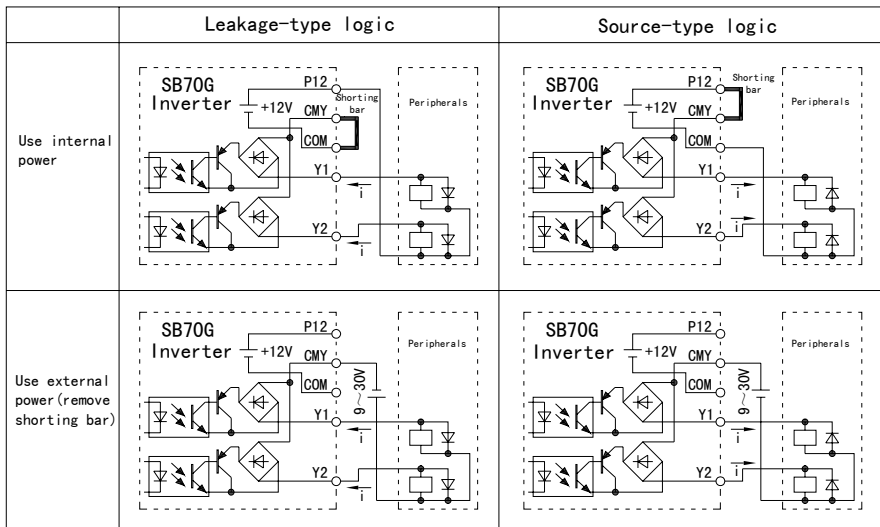 Leakage-type logic
Source-type logic
Use internal
power
SB70G
Inverter
P12
+12V
CMY
COM
Y1
Y2
Shorting
bar
Peripherals
i
i
SB70G
Inverter
P12
+12V
CMY
COM
Y1
Y2
Shorting
bar
Peripherals
i
i
Use external
power(remove
shorting bar)
SB70G
Inverter
P12
+12V
CMY
COM
Y1
Y2
9～30V
Peripherals
i
i
SB70G
Inverter
P12
+12V
CMY
COM
Y1
Y2
9～30V
Peripherals
i
i